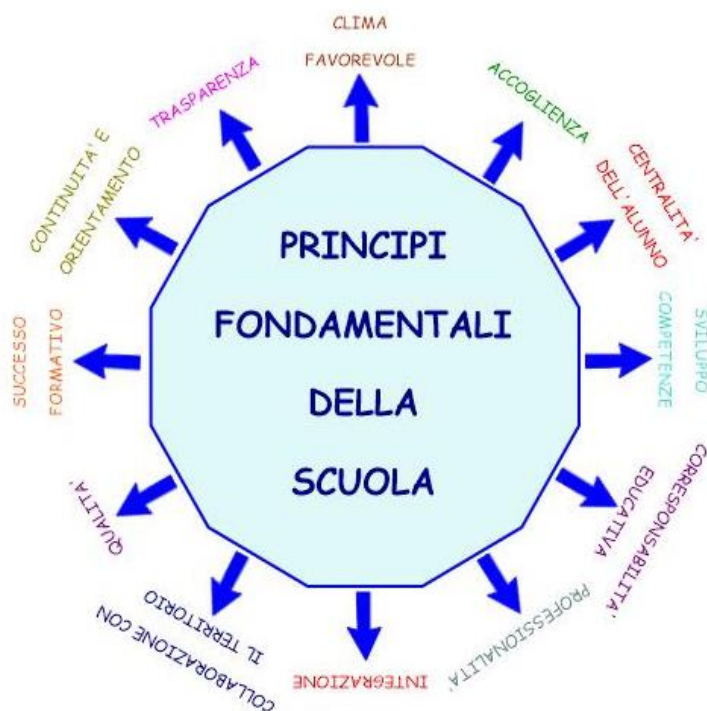 PRINCIPI
FONDAMENTALI
DELLA
SCUOLA
CLIMA
FAVOREVOLE
ACCOGLIENZA
CENTRALITA'
DELL'ALUNNO
SVILUPPO
COMPETENZE
CORRESPONSABILITA'
EDUCATIVA
PROFESSIONALITA'
INTEGRAZIONE
COLLABORAZIONE CON
IL TERRITORIO
QUALITA'
SUCCESSO
FORMATIVO
CONTINUITA' E
ORIENTAMENTO
TRASPARENZA